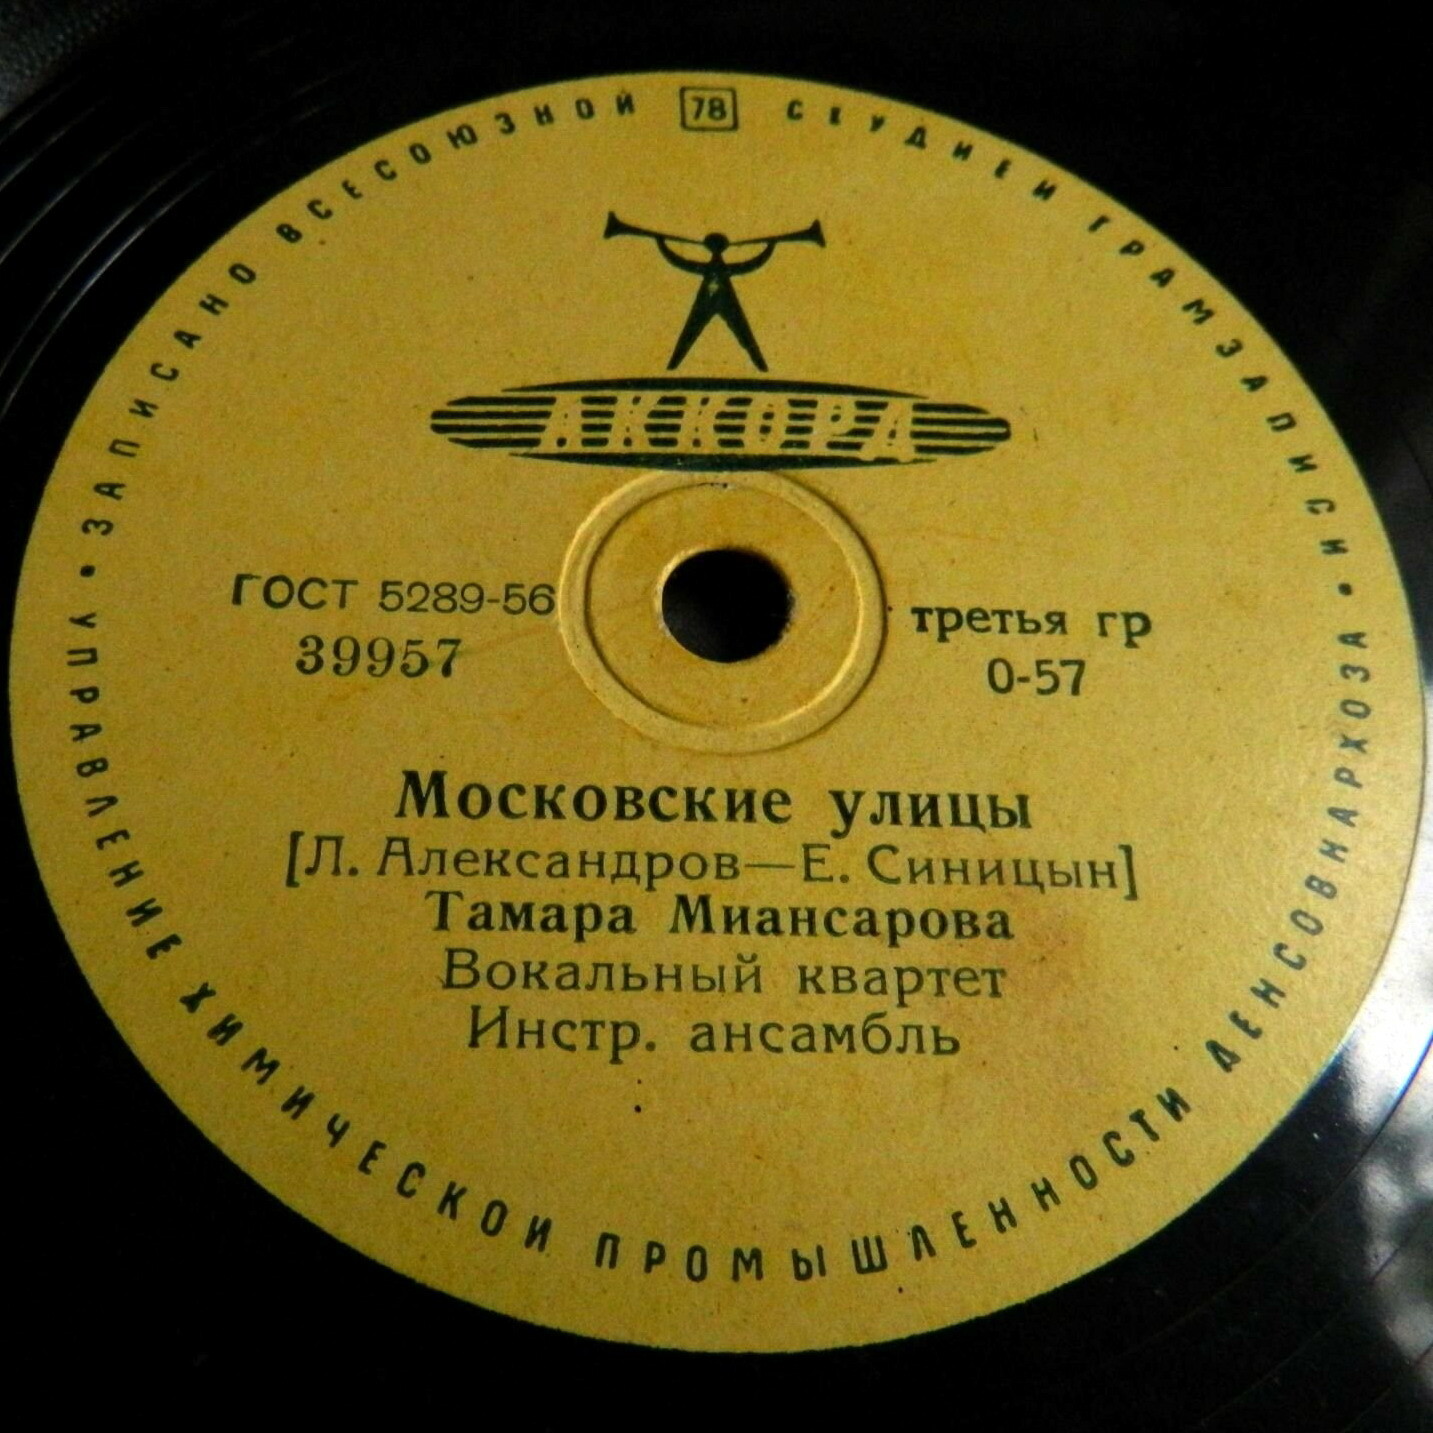 ЗАПИСАНО ВСЕСОЮЗНОЙ 78 СТУДИЕЙ ГРАМЗАПИСИ
АККОРД
ГОСТ 5289-56
39957
третья гр
0-57
Московские улицы
[Л. Александров—Е. Синицын]
Тамара Миансарова
Вокальный квартет
Инстр. ансамбль
• УПРАВЛЕНИЕ ХИМИЧЕСКОЙ ПРОМЫШЛЕННОСТИ ЛЕНСОВНАРХОЗА •